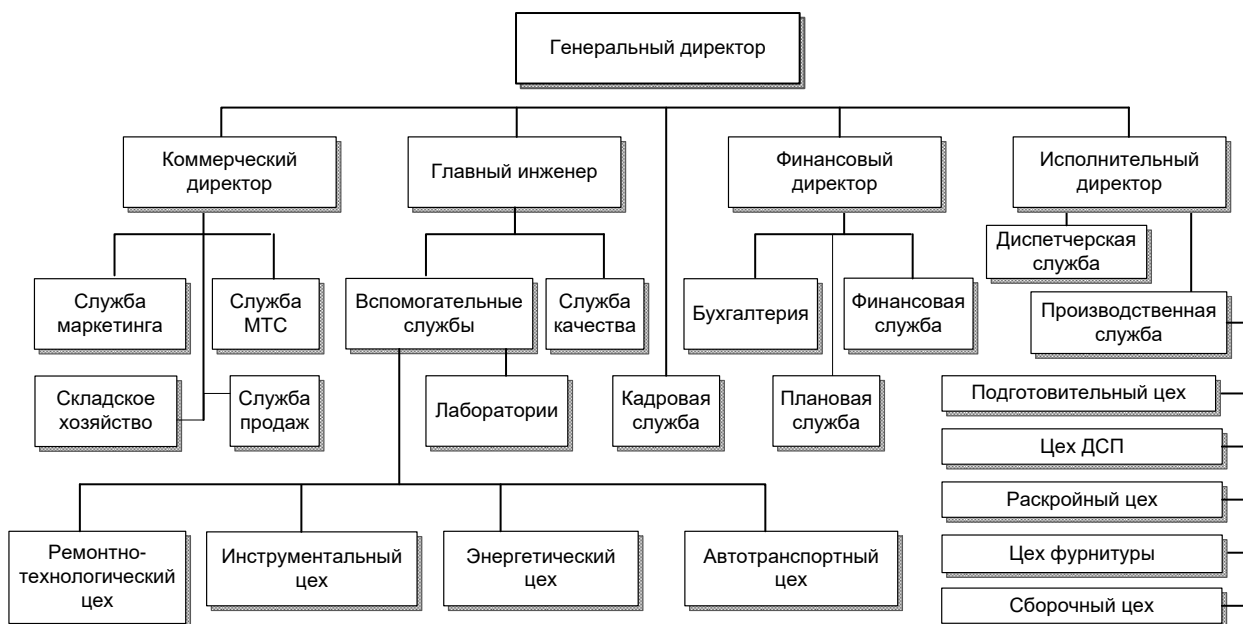 Генеральный директор
Коммерческий
директор
Главный инженер
Финансовый
директор
Исполнительный
директор
Диспетчерская
служба
Служба
маркетинга
Служба
МТС
Вспомогательные
службы
Служба
качества
Бухгалтерия
Финансовая
служба
Производственная
служба
Складское
хозяйство
Служба
продаж
Лаборатории
Кадровая
служба
Плановая
служба
Подготовительный цех
Цех ДСП
Раскройный цех
Цех фурнитуры
Сборочный цех
Ремонтно-
технологический
цех
Инструментальный
цех
Энергетический
цех
Автотранспортный
цех